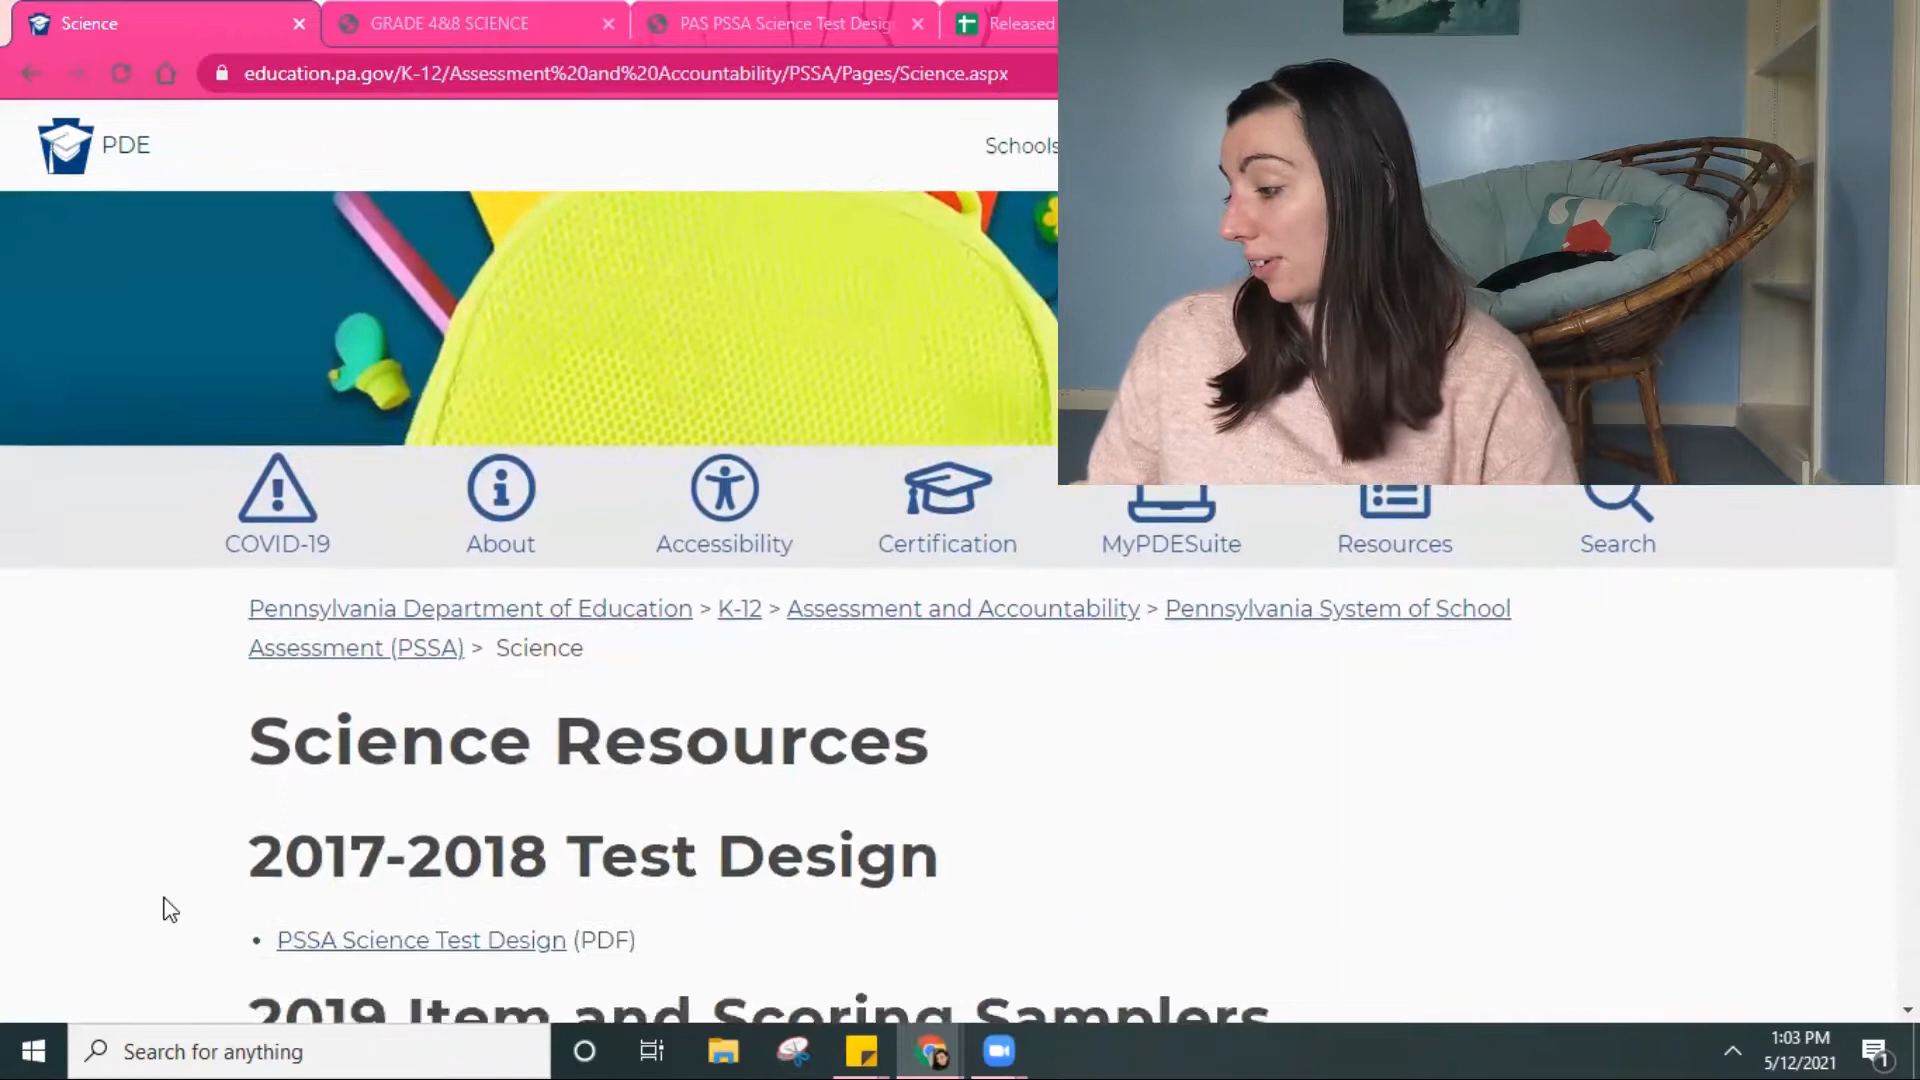 Science
GRADE 4&8 SCIENCE
PAS PSSA Science Test Desig
Released
education.pa.gov/K-12/Assessment%20and%20Accountability/PSSA/Pages/Science.aspx
PDE
Schools
COVID-19
About
Accessibility
Certification
MyPDESuite
Resources
Search
Pennsylvania Department of Education > K-12 > Assessment and Accountability > Pennsylvania System of School
Assessment (PSSA) > Science
Science Resources
2017-2018 Test Design
• PSSA Science Test Design (PDF)
2019 Item and Scoring Samplers
Search for anything
1:03 PM
5/12/2021
1